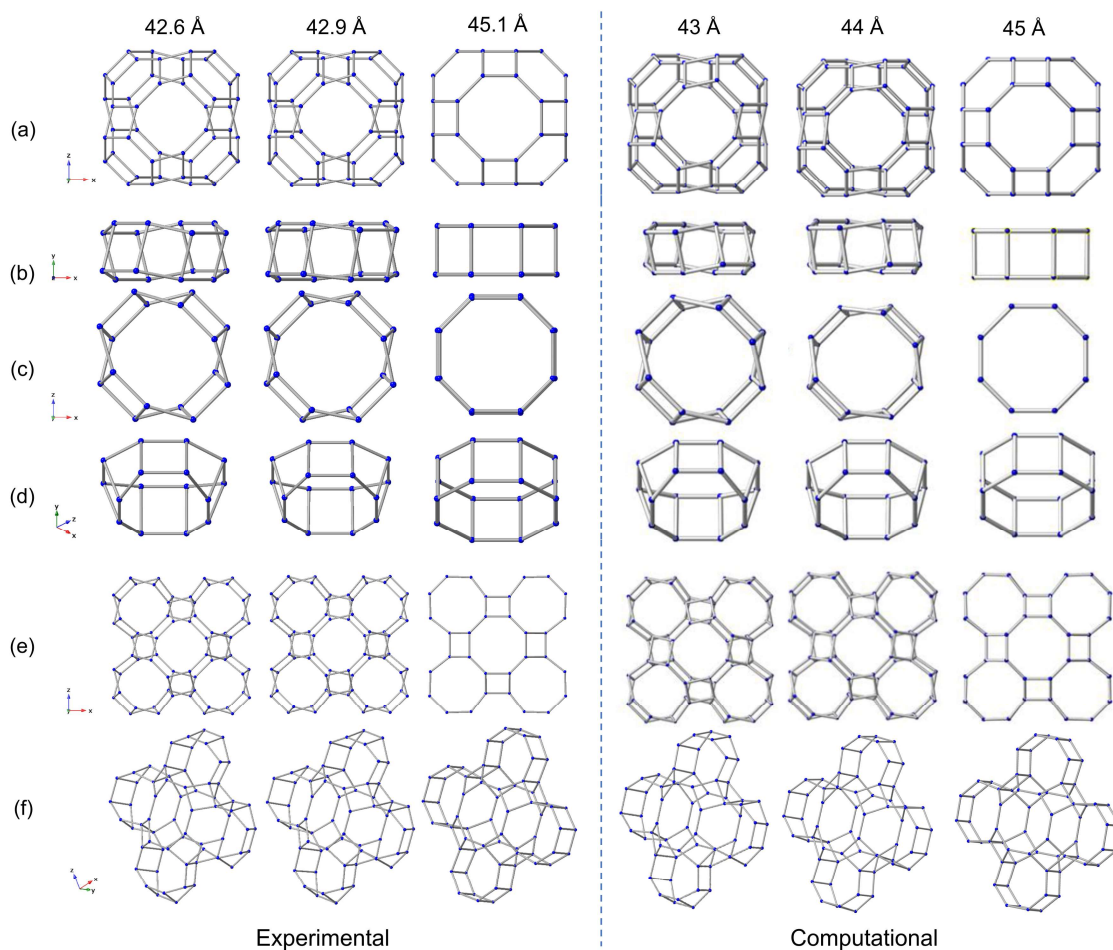 42.6 Å 42.9 Å 45.1 Å 43 Å 44 Å 45 Å
(a)
z
y
x
(b)
y
z
x
(c)
z
y
x
(d)
y
z
x
(e)
z
y
x
(f)
z
x
y
Experimental Computational